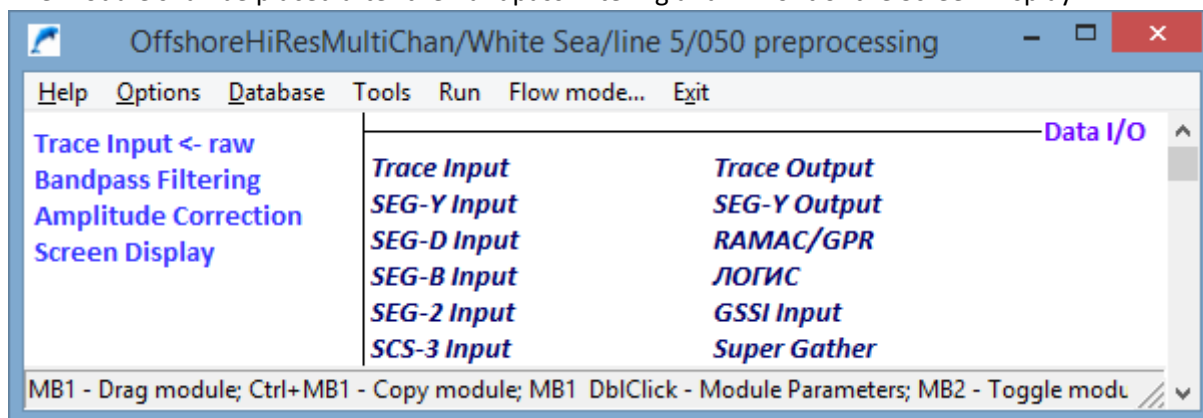 OffshoreHiResMultiChan/White Sea/line 5/050 preprocessing
Help Options Database Tools Run Flow mode... Exit
Data I/O
Trace Input <- raw
Bandpass Filtering
Amplitude Correction
Screen Display
Trace Input Trace Output
SEG-Y Input SEG-Y Output
SEG-D Input RAMAC/GPR
SEG-B Input ЛОГИС
SEG-2 Input GSSI Input
SCS-3 Input Super Gather
MB1 - Drag module; Ctrl+MB1 - Copy module; MB1 DblClick - Module Parameters; MB2 - Toggle modu